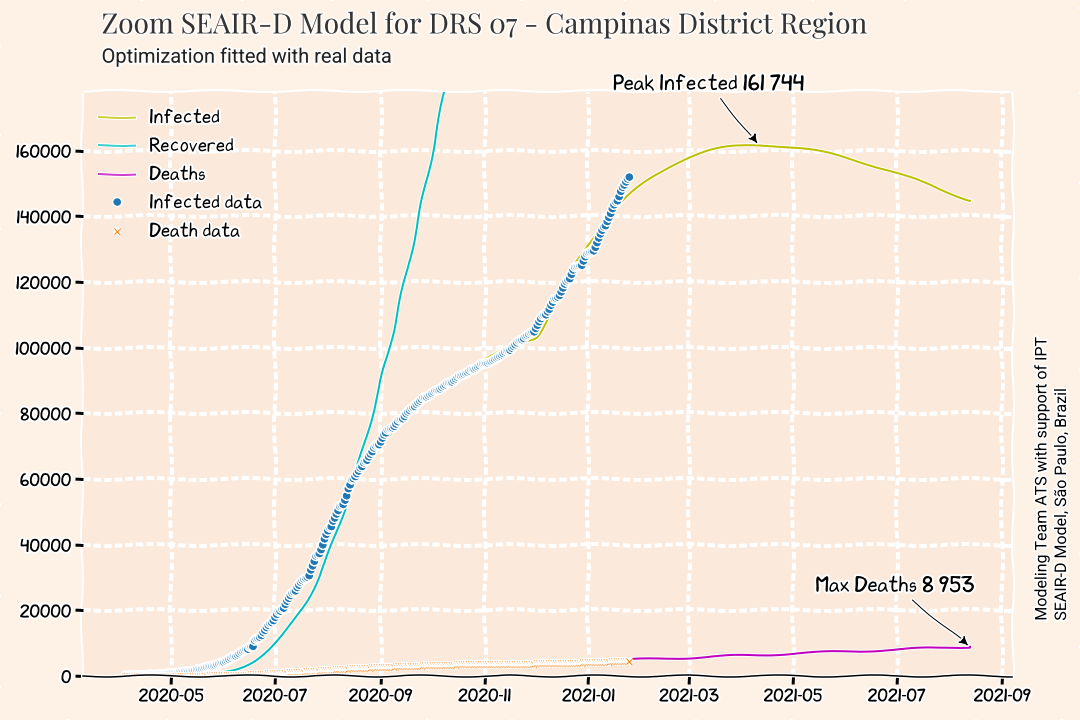 Zoom SEAIR-D Model for DRS 07 - Campinas District Region
Optimization fitted with real data
Peak Infected 161 744
Infected
Recovered
Deaths
Infected data
Death data
160000
140000
120000
100000
80000
60000
40000
20000
0
Max Deaths 8 953
2020-05
2020-07
2020-09
2020-11
2021-01
2021-03
2021-05
2021-07
2021-09
Modeling Team ATS with support of IPT
SEAIR-D Model, São Paulo, Brazil